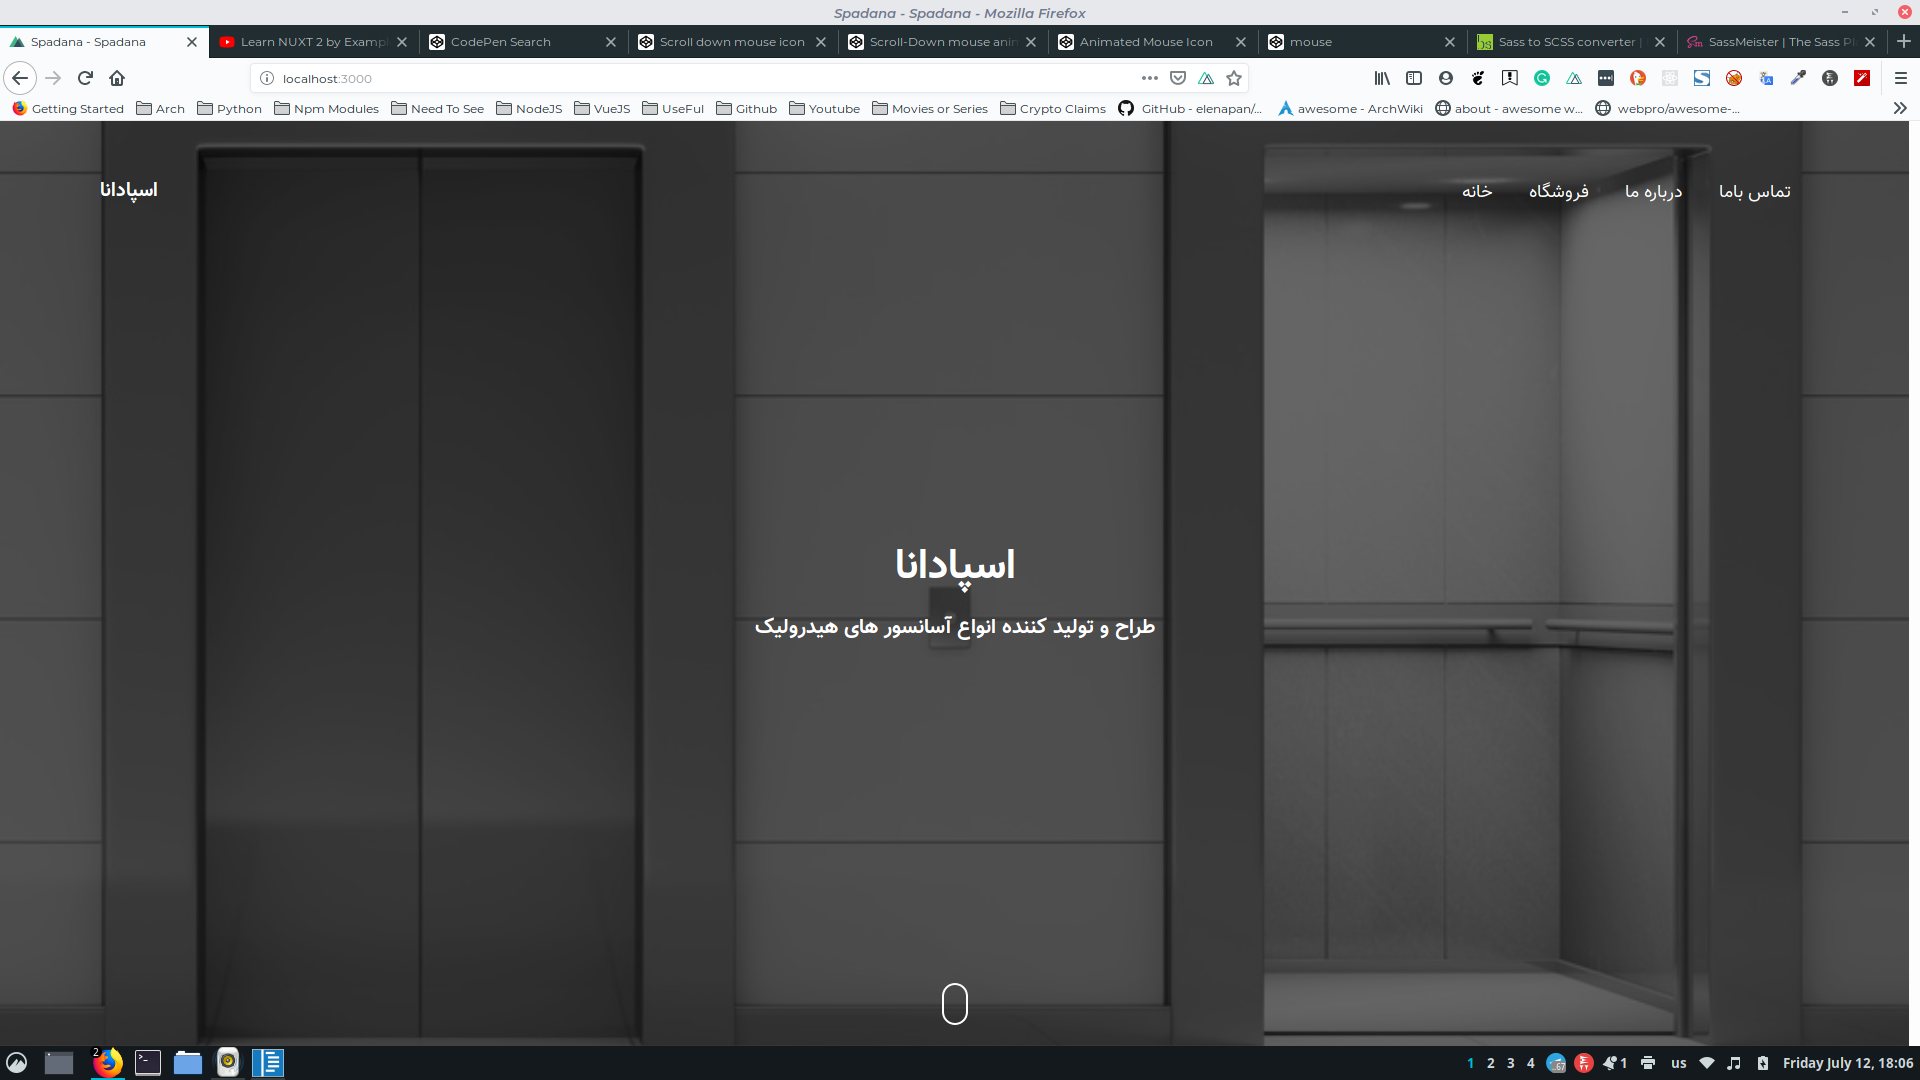 Spadana - Spadana - Mozilla Firefox
Spadana - Spadana
Learn NUXT 2 by Exampl
CodePen Search
Scroll down mouse icon
Scroll-Down mouse anim
Animated Mouse Icon
mouse
Sass to SCSS converter |
SassMeister | The Sass Pl
localhost:3000
Getting Started Arch Python Npm Modules Need To See NodeJS VueJS UseFul Github Youtube Movies or Series Crypto Claims GitHub - elenapan/... awesome - ArchWiki about - awesome w... webpro/awesome-...
اسپادانا
خانه فروشگاه درباره ما تماس باما
اسپادانا
طراح و تولید کننده انواع آسانسور های هیدرولیک
2
1 2 3 4 67 1 us Friday July 12, 18:06